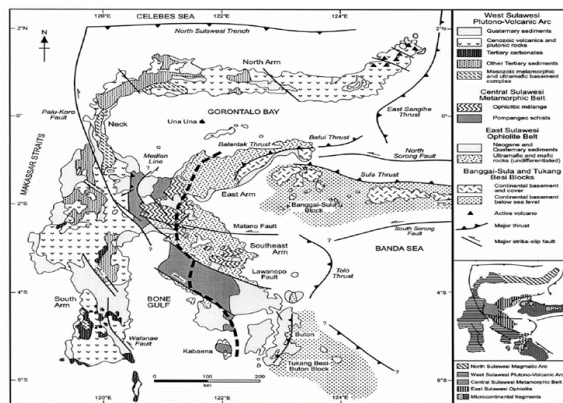 120°E
CELEBES SEA
122°E
124°E
2°N
N
North Sulawesi Trench
North Arm
Palu-Koro
Fault
GORONTALO BAY
East Sangihe
Thrust
0°
Una Una
Neck
Batui Thrust
MAKASSAR STRAITS
Median
Line
Balantak Thrust
North
Sorong Fault
East Arm
Sula Thrust
2°S
Banggai-Sula
Block
Matano Fault
South Sorong Fault
Southeast
Arm
BANDA SEA
Lawanopo
Fault
Tolo
Thrust
4°S
South
Arm
BONE
GULF
Walanae
Fault
Buton
Kabaena
Tukang Besi-
Buton Block
6°S
0
100
200
km
120°E
122°E
124°E
West Sulawesi
Plutono-Volcanic Arc
Quaternary sediments
Cenozoic volcanics and
plutonic rocks
Tertiary carbonates
Other Tertiary sediments
Mesozoic metamorphic
and ultramafic basement
complex
Central Sulawesi
Metamorphic Belt
Ophiolitic mélange
Pompangeo schists
East Sulawesi
Ophiolite Belt
Neogene and
Quaternary sediments
Ultramafic and mafic
rocks (undifferentiated)
Banggai-Sula and Tukang
Besi Blocks
Continental basement
and cover
Continental basement
below sea level
Active volcano
Major thrust
Major strike-slip fault
North Sulawesi Magmatic Arc
West Sulawesi Plutono-Volcanic Arc
Central Sulawesi Metamorphic Belt
East Sulawesi Ophiolite
Microcontinental fragments